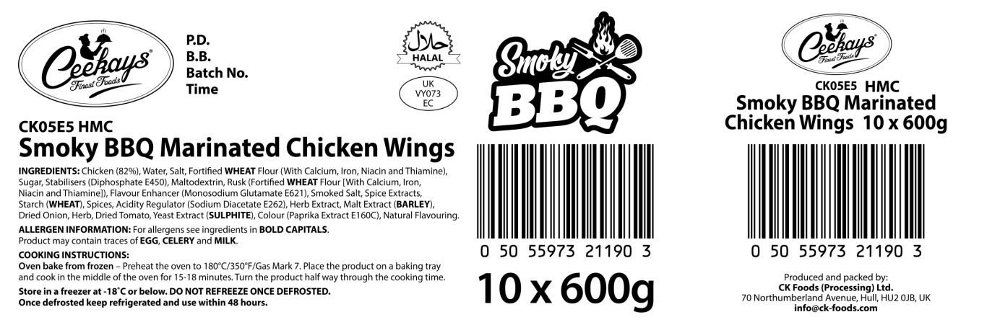 Ceekays®
Finest Foods
P.D.
B.B.
Batch No.
Time
حلال
HALAL
UK
VY073
EC
CK05E5 HMC
Smoky BBQ Marinated Chicken Wings
INGREDIENTS: Chicken (82%), Water, Salt, Fortified WHEAT Flour (With Calcium, Iron, Niacin and Thiamine),
Sugar, Stabilisers (Diphosphate E450), Maltodextrin, Rusk (Fortified WHEAT Flour [With Calcium, Iron,
Niacin and Thiamine]), Flavour Enhancer (Monosodium Glutamate E621), Smoked Salt, Spice Extracts,
Starch (WHEAT), Spices, Acidity Regulator (Sodium Diacetate E262), Herb Extract, Malt Extract (BARLEY),
Dried Onion, Herb, Dried Tomato, Yeast Extract (SULPHITE), Colour (Paprika Extract E160C), Natural Flavouring.
ALLERGEN INFORMATION: For allergens see ingredients in BOLD CAPITALS.
Product may contain traces of EGG, CELERY and MILK.
COOKING INSTRUCTIONS:
Oven bake from frozen – Preheat the oven to 180°C/350°F/Gas Mark 7. Place the product on a baking tray
and cook in the middle of the oven for 15-18 minutes. Turn the product half way through the cooking time.
Store in a freezer at -18˚C or below. DO NOT REFREEZE ONCE DEFROSTED.
Once defrosted keep refrigerated and use within 48 hours.
Smoky
BBQ
0 50 55973 21190 3
10 x 600g
Ceekays®
Finest Foods
CK05E5 HMC
Smoky BBQ Marinated
Chicken Wings 10 x 600g
0 50 55973 21190 3
Produced and packed by:
CK Foods (Processing) Ltd.
70 Northumberland Avenue, Hull, HU2 0JB, UK
info@ck-foods.com